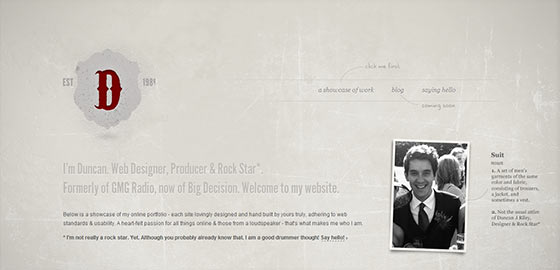 click me first
EST D 1984
a showcase of work blog saying hello
coming soon
I'm Duncan. Web Designer, Producer & Rock Star*.
Formerly of GMG Radio, now of Big Decision. Welcome to my website.
Below is a showcase of my online portfolio - each site lovingly designed and hand built by yours truly, adhering to web
standards & usability. A heart-felt passion for all things online & those from a loudspeaker - that's what makes me who I am.
* I'm not really a rock star. Yet. Although you probably already know that. I am a good drummer though! Say hello! ›
Suit
NOUN
1. A set of men's
garments of the same
color and fabric,
consisting of trousers,
a jacket, and
sometimes a vest.
2. Not the usual attire
of Duncan J Riley,
Designer & Rock Star*